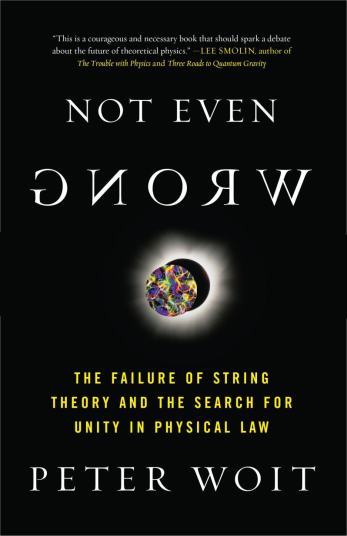 "This is a courageous and necessary book that should spark a debate
about the future of theoretical physics." —LEE SMOLIN, author of
The Trouble with Physics and Three Roads to Quantum Gravity
NOT EVEN
WRONG
THE FAILURE OF STRING
THEORY AND THE SEARCH FOR
UNITY IN PHYSICAL LAW
PETER WOIT